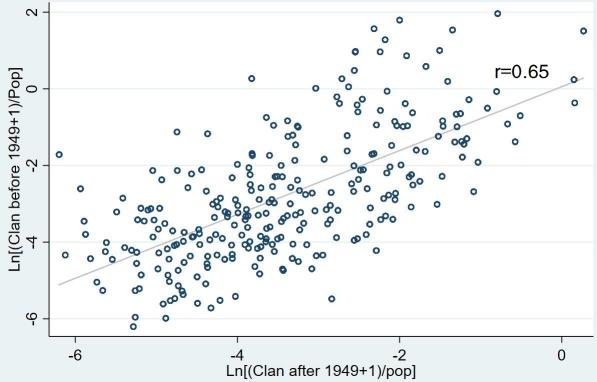 2
0
-2
-4
-6
Ln[(Clan before 1949+1)/Pop]
r=0.65
-6 -4 -2 0
Ln[(Clan after 1949+1)/pop]